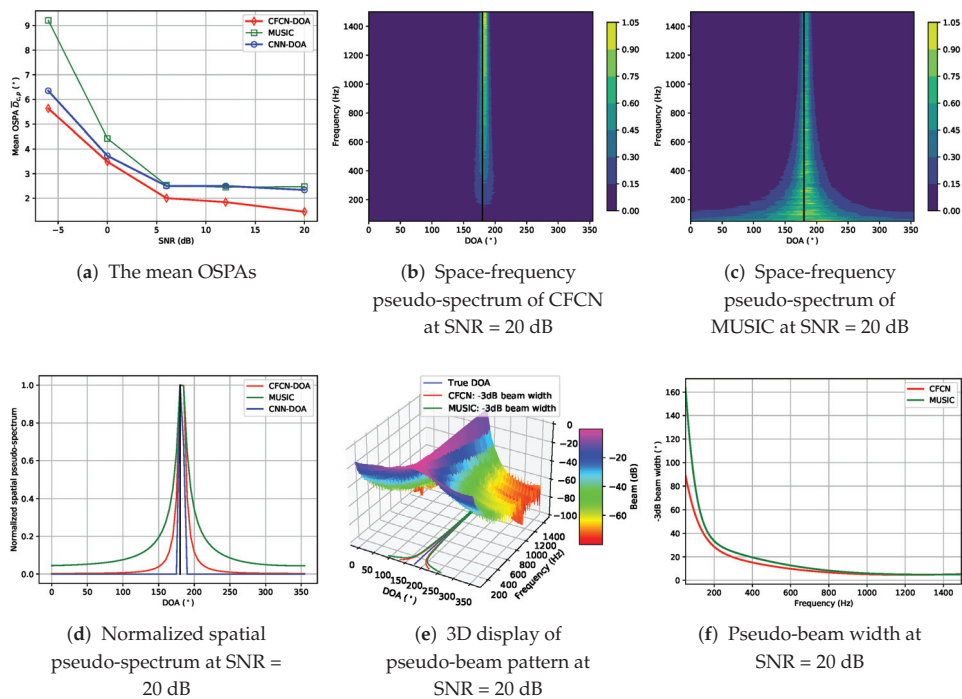 9
8
7
6
5
4
3
2
Mean OSPA D̅c,p (°)
−5
0
5
10
15
20
SNR (dB)
CFCN-DOA
MUSIC
CNN-DOA
(a) The mean OSPAs
1400
1200
1000
800
600
400
200
Frequency (Hz)
0
50
100
150
200
250
300
350
DOA (°)
1.05
0.90
0.75
0.60
0.45
0.30
0.15
0.00
(b) Space-frequency
pseudo-spectrum of CFCN
at SNR = 20 dB
1400
1200
1000
800
600
400
200
Frequency (Hz)
0
50
100
150
200
250
300
350
DOA (°)
1.05
0.90
0.75
0.60
0.45
0.30
0.15
0.00
(c) Space-frequency
pseudo-spectrum of
MUSIC at SNR = 20 dB
1.0
0.8
0.6
0.4
0.2
0.0
Normalized spatial pseudo-spectrum
0
50
100
150
200
250
300
350
DOA (°)
CFCN-DOA
MUSIC
CNN-DOA
(d) Normalized spatial
pseudo-spectrum at SNR =
20 dB
True DOA
CFCN: -3dB beam width
MUSIC: -3dB beam width
0
−20
−40
−60
−80
−100
Beam (dB)
−20
−40
−60
0
50
100
150
200
250
300
350
DOA (°)
200
400
600
800
1000
1200
1400
Frequency (Hz)
(e) 3D display of
pseudo-beam pattern at
SNR = 20 dB
160
140
120
100
80
60
40
20
0
-3dB beam width (°)
200
400
600
800
1000
1200
1400
Frequency (Hz)
CFCN
MUSIC
(f) Pseudo-beam width at
SNR = 20 dB